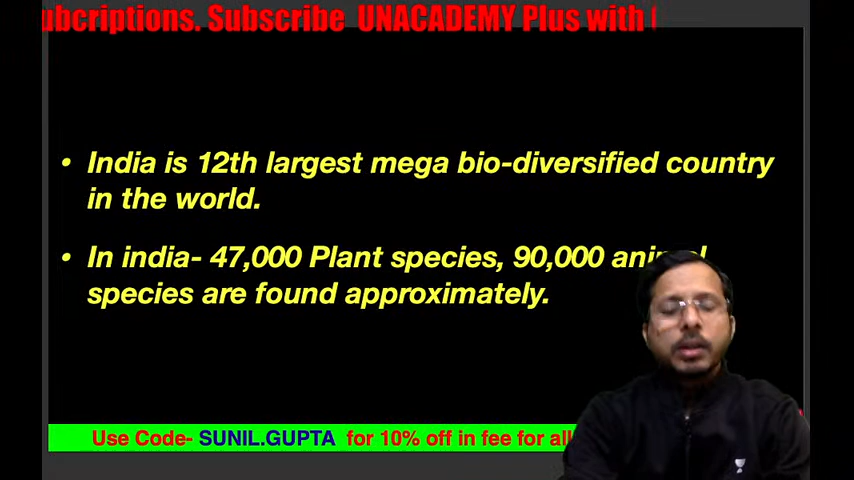 ubcriptions. Subscribe UNACADEMY Plus with
• India is 12th largest mega bio-diversified country
in the world.
• In india- 47,000 Plant species, 90,000 animal
species are found approximately.
Use Code- SUNIL.GUPTA for 10% off in fee for all